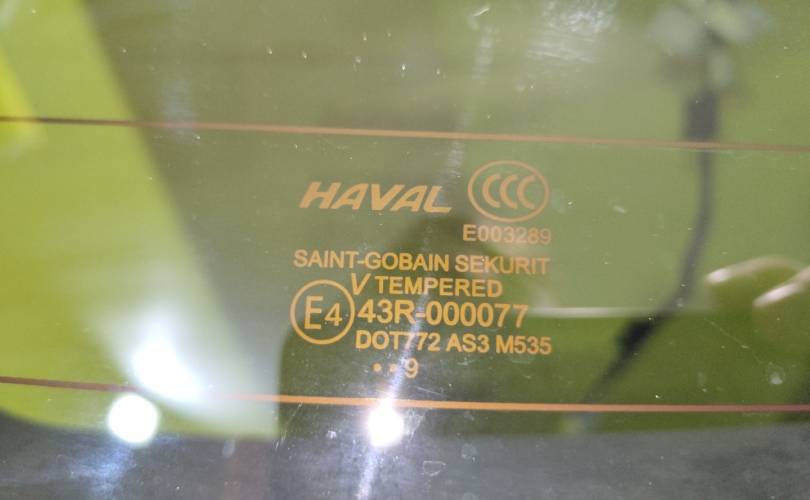 HAVAL CCC
E003289
SAINT-GOBAIN SEKURIT
V TEMPERED
E4 43R-000077
DOT772 AS3 M535
••9